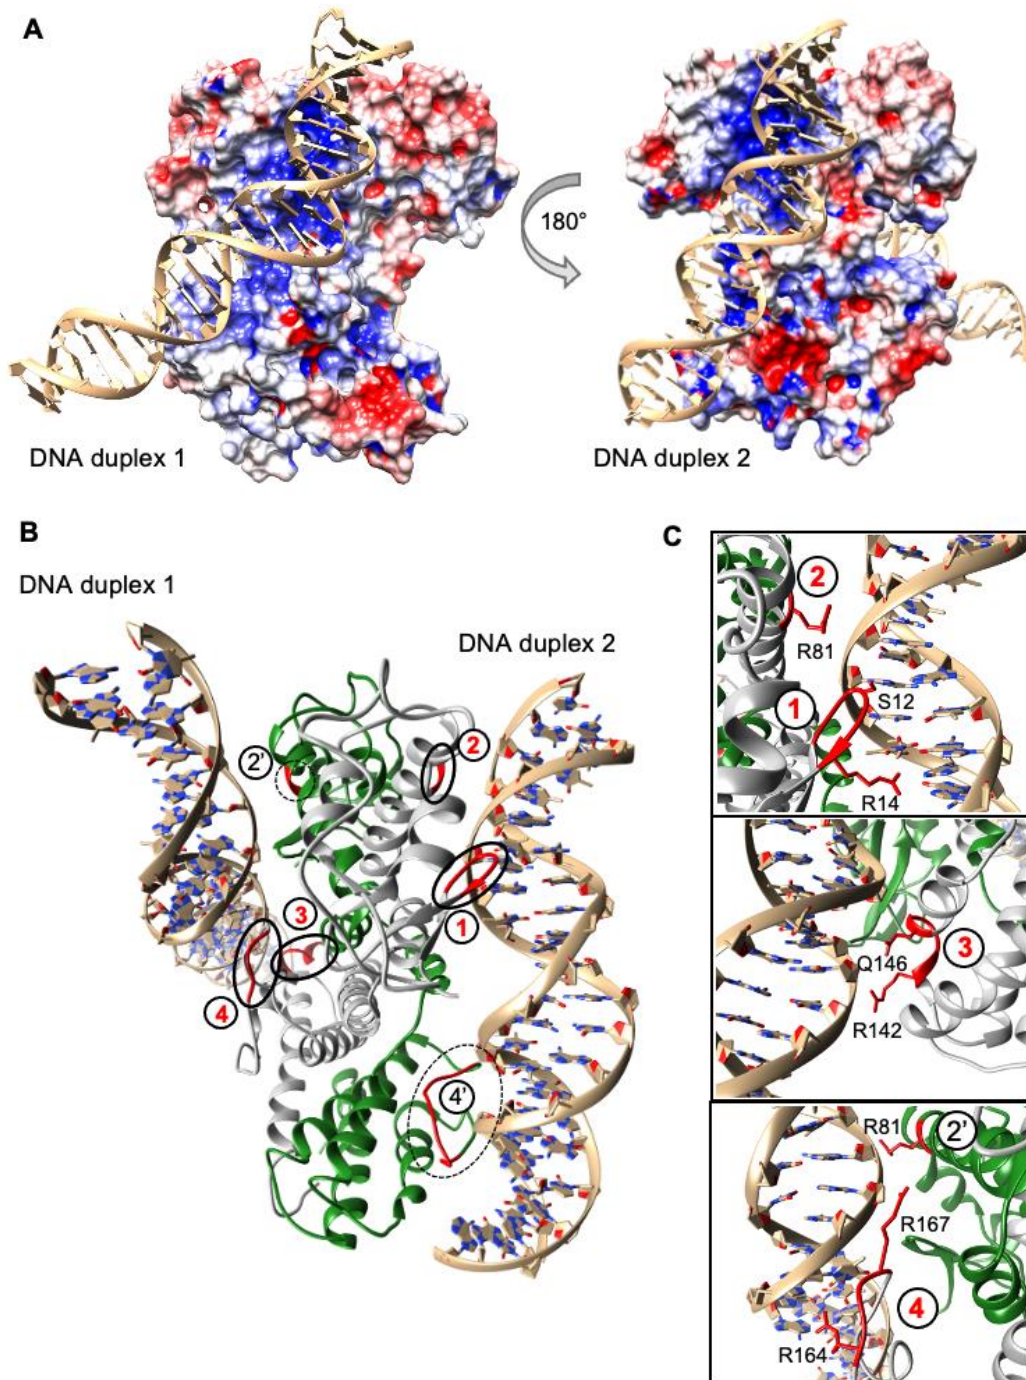 A
180°
DNA duplex 1
DNA duplex 2
B
DNA duplex 1
DNA duplex 2
2'
2
3
1
4
4'
C
2
R81
1
S12
R14
3
Q146
R142
R81
2'
R167
4
R164